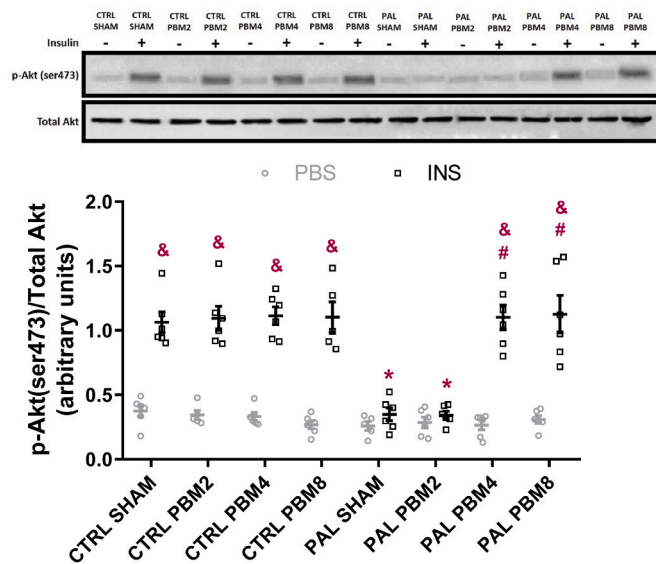 CTRL CTRL CTRL CTRL CTRL CTRL CTRL CTRL PAL PAL PAL PAL PAL PAL PAL PAL
SHAM SHAM PBM2 PBM2 PBM4 PBM4 PBM8 PBM8 SHAM SHAM PBM2 PBM2 PBM4 PBM4 PBM8 PBM8
Insulin - + - + - + - + - + - + - + - +
p-Akt (ser473)
Total Akt
PBS INS
p-Akt(ser473)/Total Akt
(arbitrary units)
2.0
1.5
1.0
0.5
0.0
& & & & * * & # & #
CTRL SHAM
CTRL PBM2
CTRL PBM4
CTRL PBM8
PAL SHAM
PAL PBM2
PAL PBM4
PAL PBM8